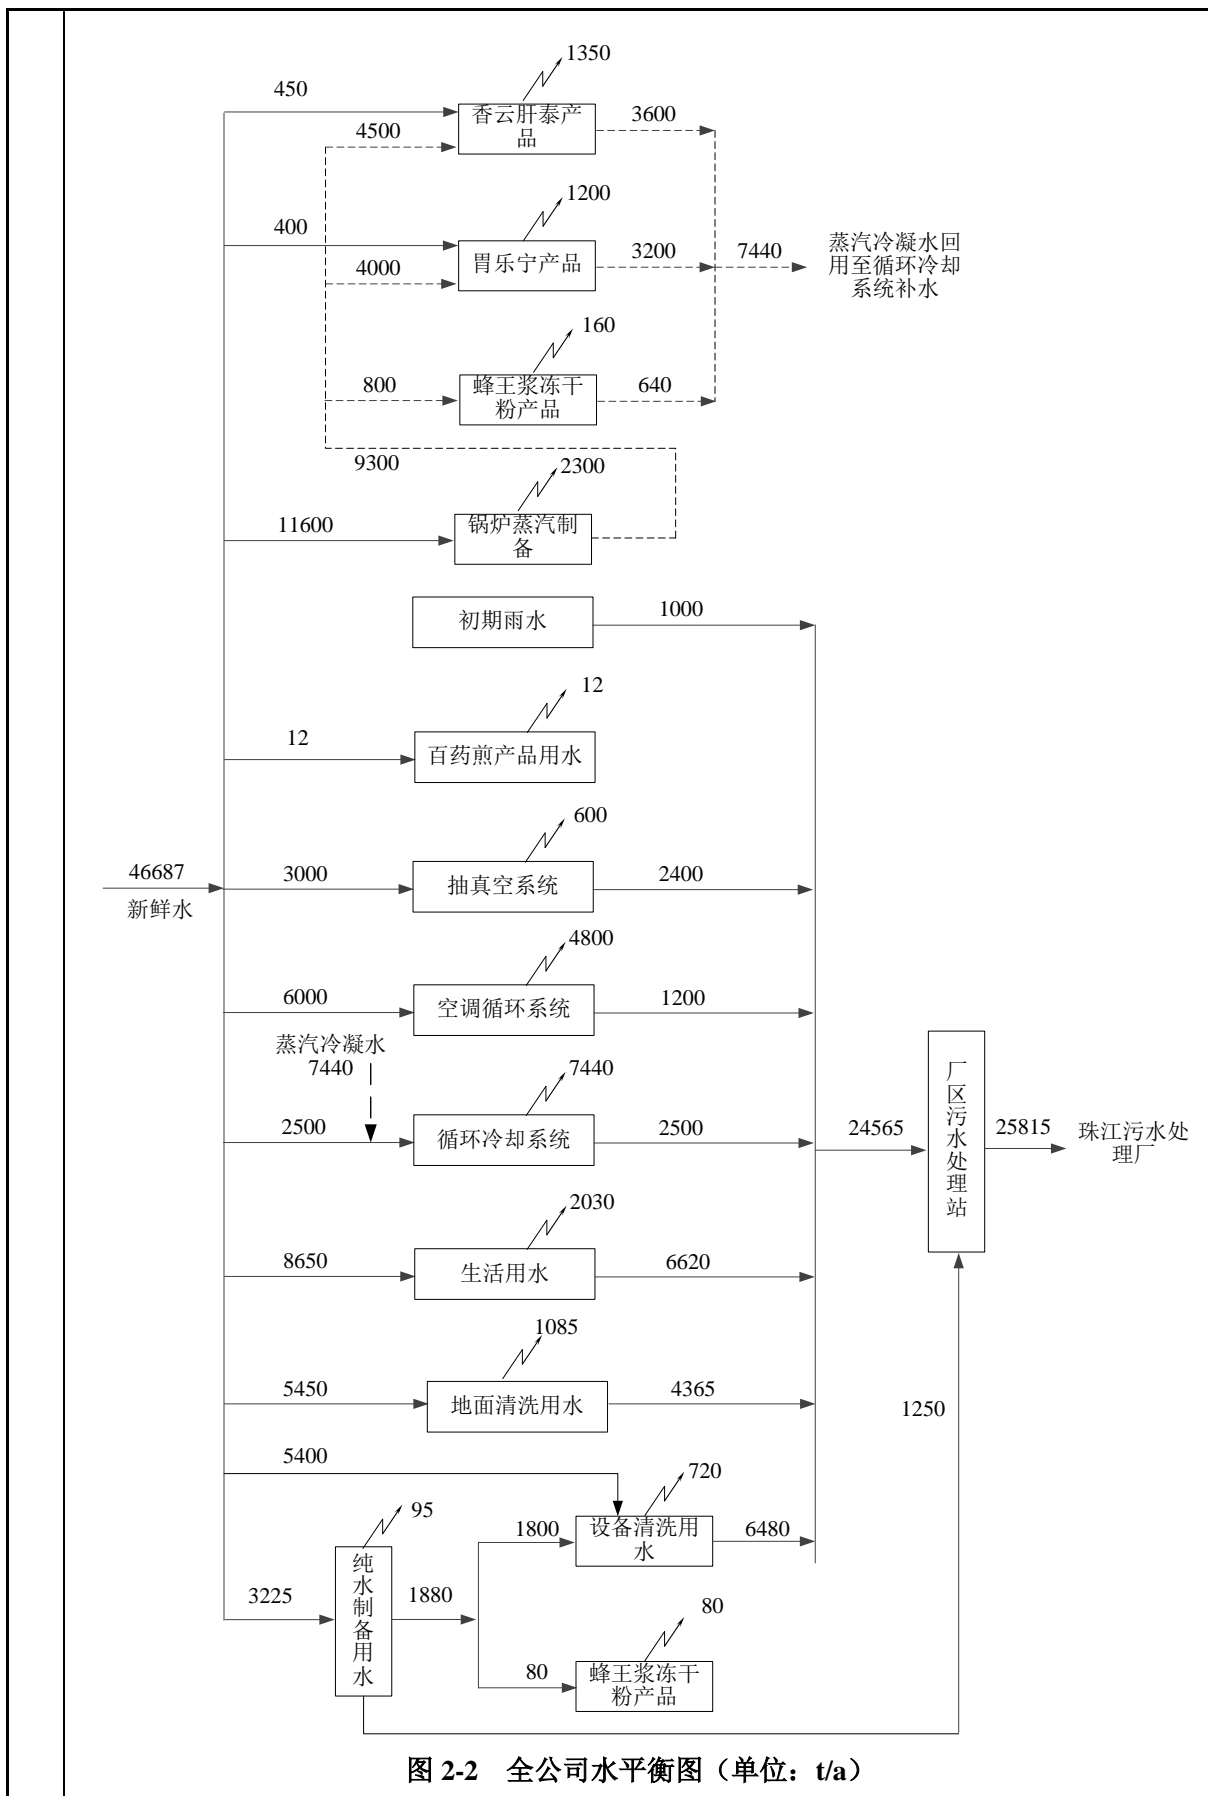 1350
450
香云肝泰产
品
3600
4500
1200
400
胃乐宁产品
3200
7440
蒸汽冷凝水回
用至循环冷却
系统补水
4000
160
800
蜂王浆冻干
粉产品
640
9300
2300
11600
锅炉蒸汽制
备
初期雨水
1000
12
12
百药煎产品用水
600
46687
新鲜水
3000
抽真空系统
2400
4800
6000
空调循环系统
1200
蒸汽冷凝水
7440
7440
2500
循环冷却系统
2500
24565
厂区污水处理站
25815
珠江污水处
理厂
2030
8650
生活用水
6620
1085
5450
地面清洗用水
4365
1250
5400
720
95
1800
设备清洗用
水
6480
3225
纯水制备用水
1880
80
80
蜂王浆冻干
粉产品
图 2-2 全公司水平衡图（单位：t/a）